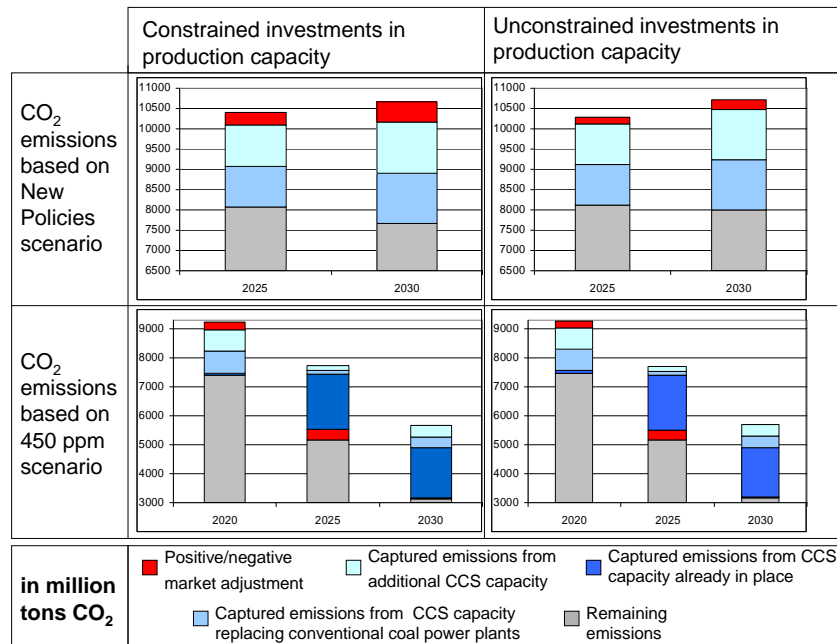 Constrained investments in
production capacity
Unconstrained investments in
production capacity
CO2
emissions
based on
New
Policies
scenario
11000
10500
10000
9500
9000
8500
8000
7500
7000
6500
2025
2030
11000
10500
10000
9500
9000
8500
8000
7500
7000
6500
2025
2030
CO2
emissions
based on
450 ppm
scenario
9000
8000
7000
6000
5000
4000
3000
2020
2025
2030
9000
8000
7000
6000
5000
4000
3000
2020
2025
2030
in million
tons CO2
Positive/negative
market adjustment
Captured emissions from
additional CCS capacity
Captured emissions from CCS
capacity already in place
Captured emissions from CCS capacity
replacing conventional coal power plants
Remaining
emissions